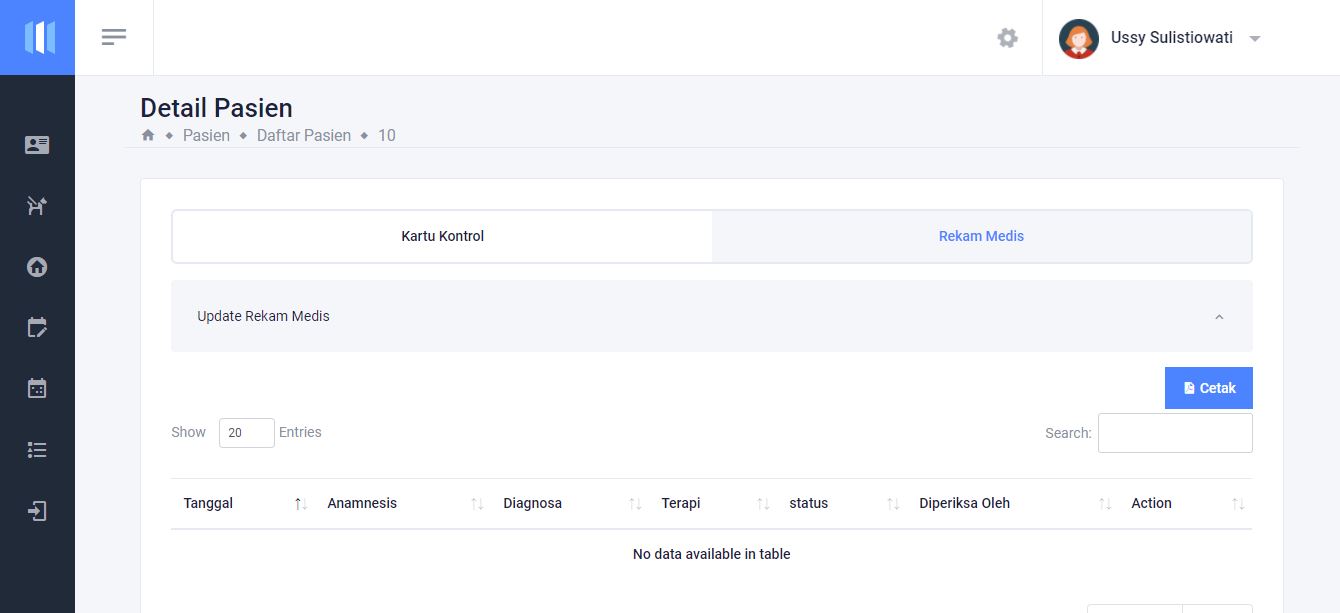 Ussy Sulistiowati
Detail Pasien
Pasien ◆ Daftar Pasien ◆ 10
Kartu Kontrol Rekam Medis
Update Rekam Medis
Cetak
Show 20 Entries Search:
Tanggal Anamnesis Diagnosa Terapi status Diperiksa Oleh Action
No data available in table